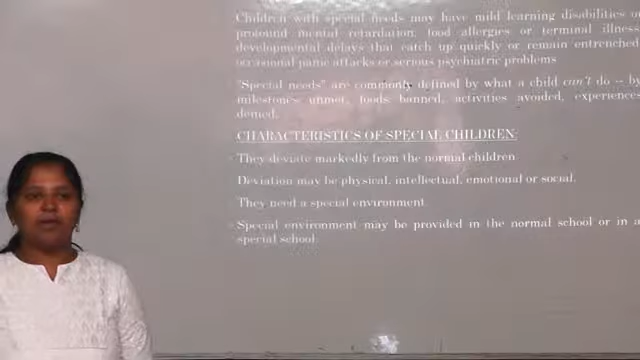 Children with special needs may have mild learning disabilities or
profound mental retardation; food allergies or terminal illness;
developmental delays that catch up quickly or remain entrenched;
occasional panic attacks or serious psychiatric problems
"Special needs" are commonly defined by what a child can't do -- by
milestones unmet, foods banned, activities avoided, experiences
denied.
CHARACTERISTICS OF SPECIAL CHILDREN:
They deviate markedly from the normal children
Deviation may be physical, intellectual, emotional or social.
They need a special environment.
Special environment may be provided in the normal school or in a
special school.